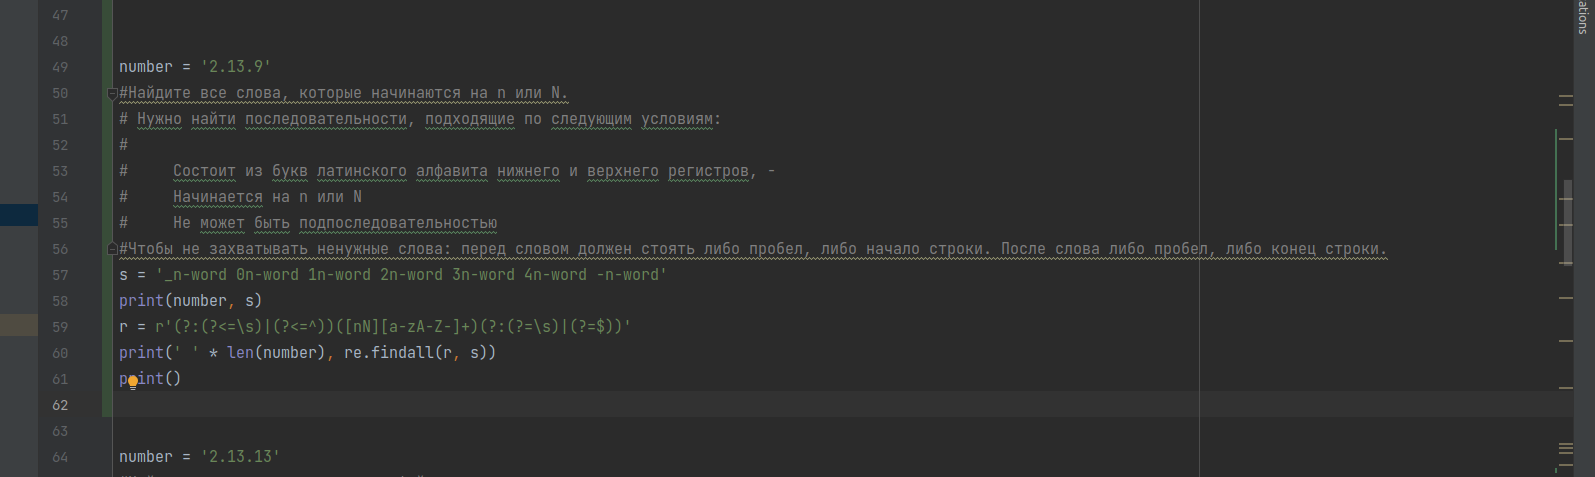 ations
47
48
49 number = '2.13.9'
50 #Найдите все слова, которые начинаются на n или N.
51 # Нужно найти последовательности, подходящие по следующим условиям:
52 #
53 #     Состоит из букв латинского алфавита нижнего и верхнего регистров, -
54 #     Начинается на n или N
55 #     Не может быть подпоследовательностью
56 #Чтобы не захватывать ненужные слова: перед словом должен стоять либо пробел, либо начало строки. После слова либо пробел, либо конец строки.
57 s = '_n-word 0n-word 1n-word 2n-word 3n-word 4n-word -n-word'
58 print(number, s)
59 r = r'(?:(?<=\s)|(?<=^))([nN][a-zA-Z-]+)(?:(?=\s)|(?=$))'
60 print(' ' * len(number), re.findall(r, s))
61 print()
62
63
64 number = '2.13.13'